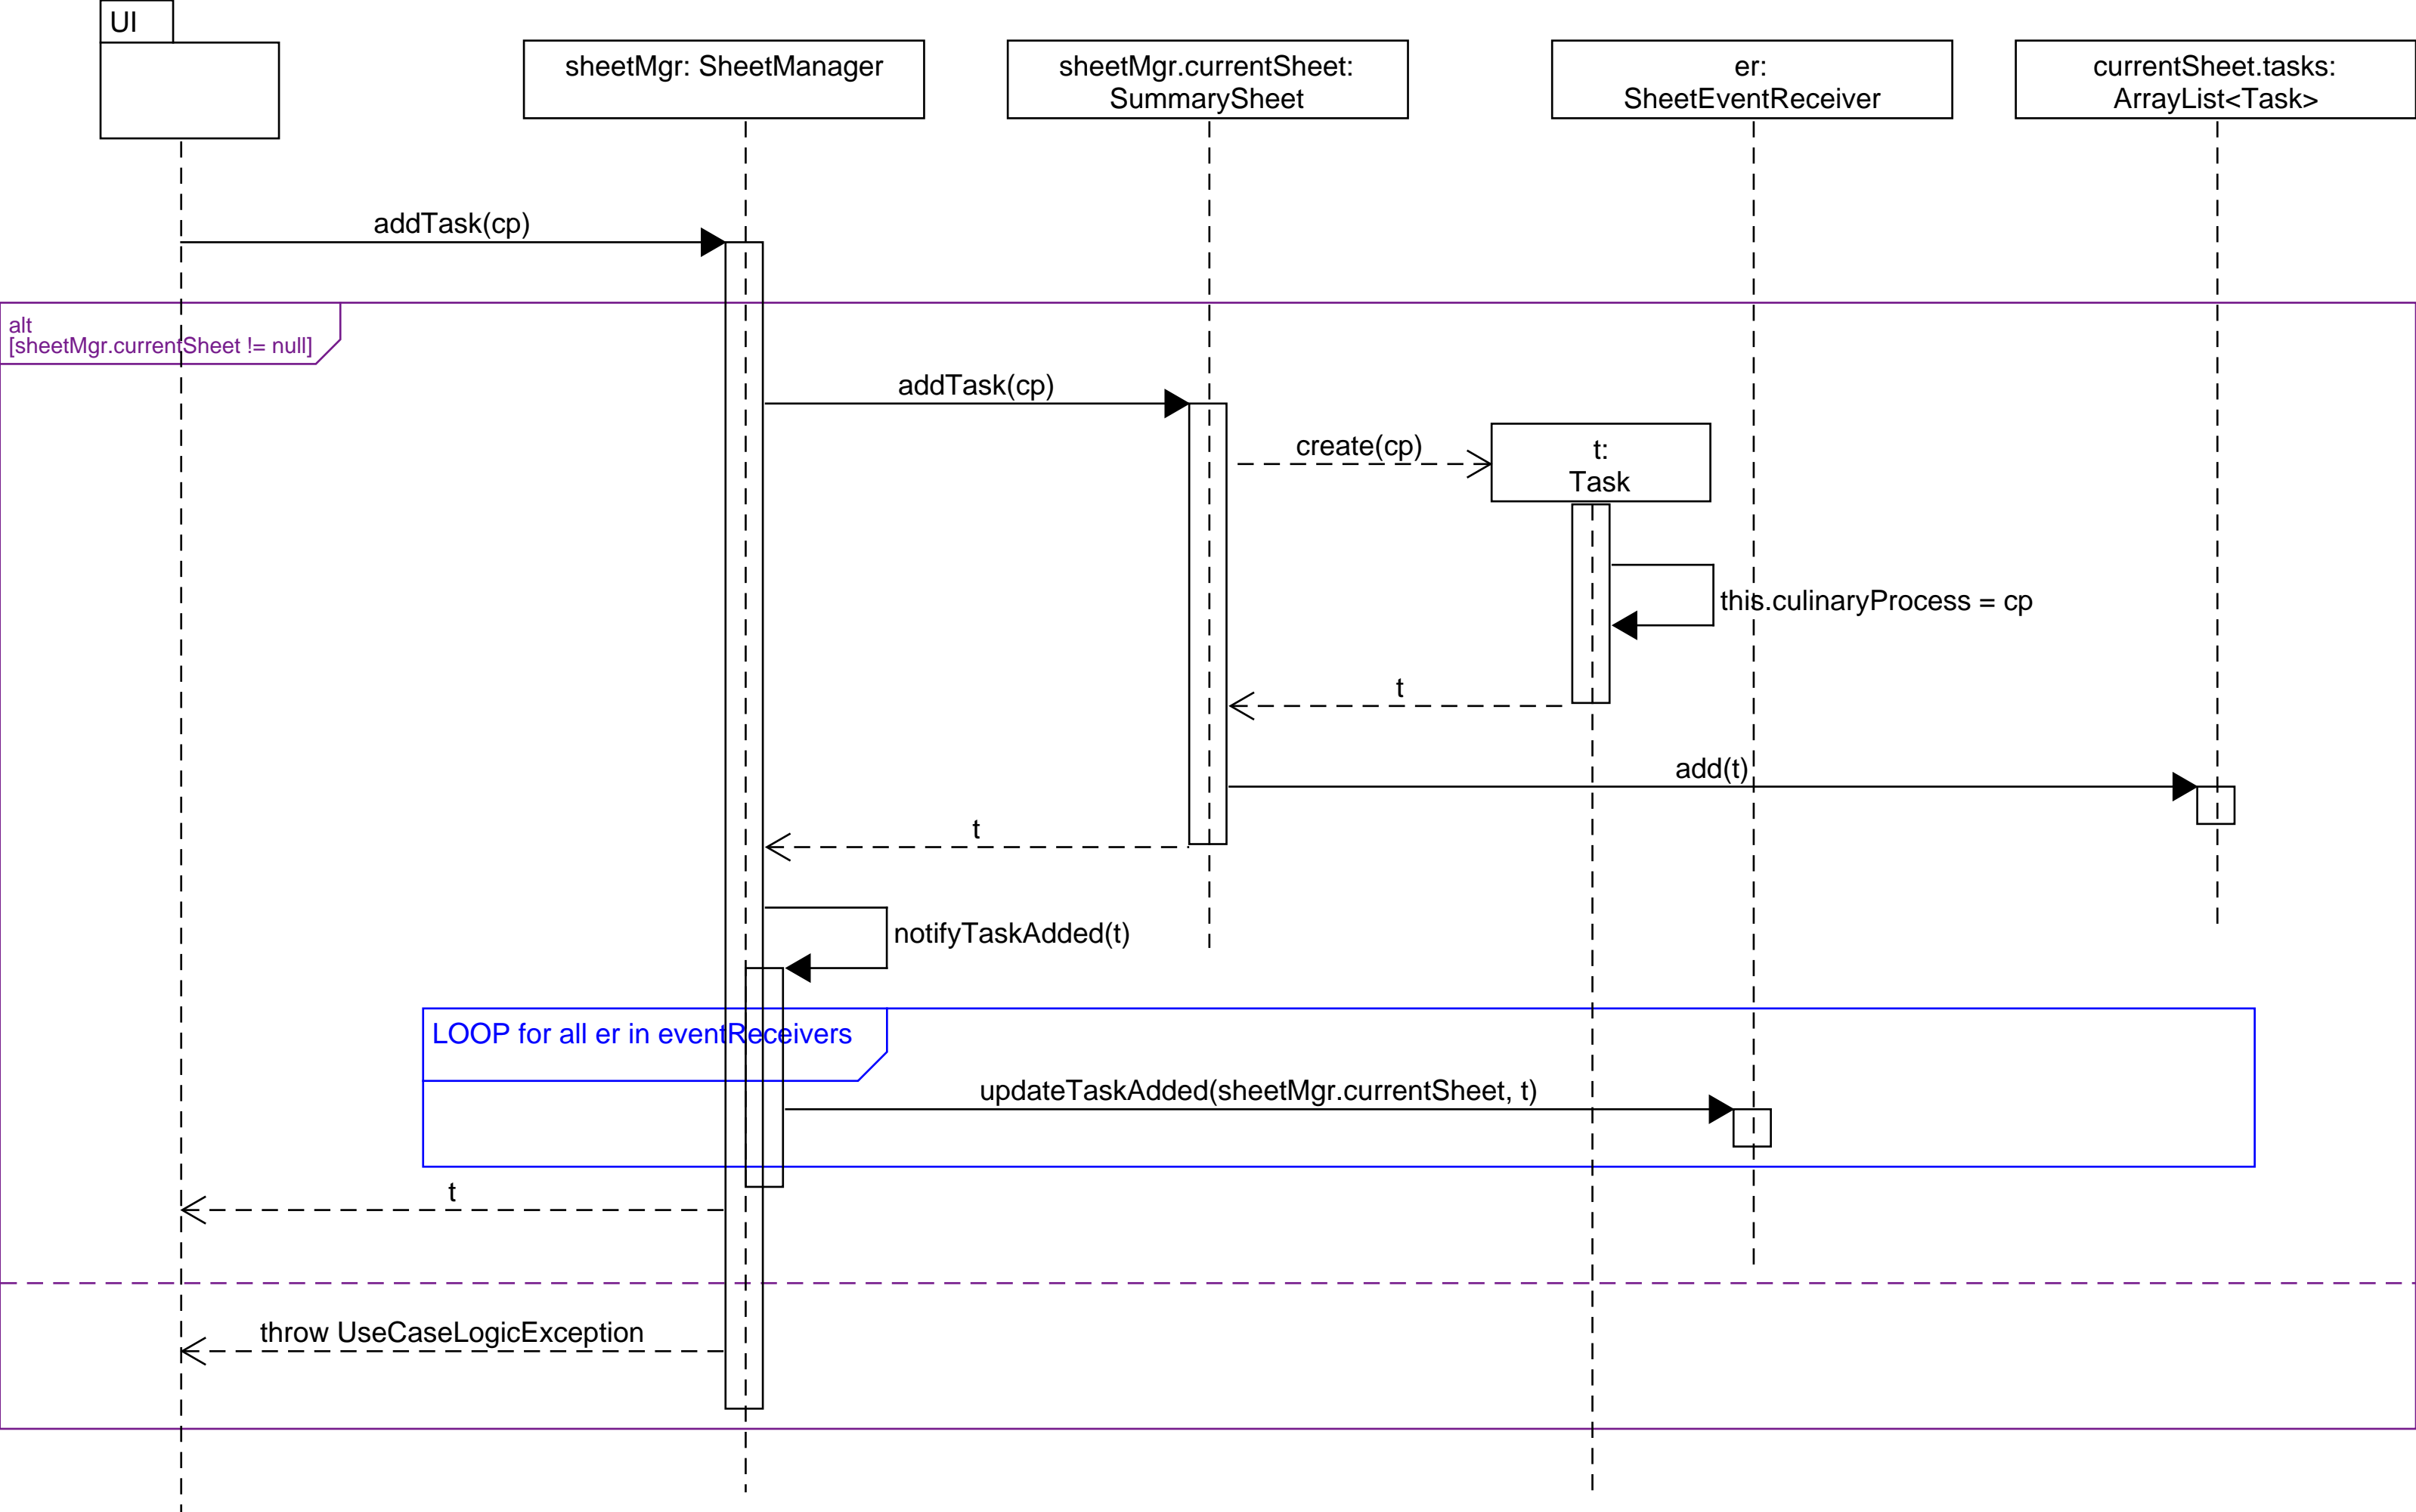 UI
sheetMgr: SheetManager
sheetMgr.currentSheet:
SummarySheet
er:
SheetEventReceiver
currentSheet.tasks:
ArrayList<Task>
addTask(cp)
alt
[sheetMgr.currentSheet != null]
addTask(cp)
create(cp)
t:
Task
this.culinaryProcess = cp
t
add(t)
t
notifyTaskAdded(t)
LOOP for all er in eventReceivers
updateTaskAdded(sheetMgr.currentSheet, t)
t
throw UseCaseLogicException